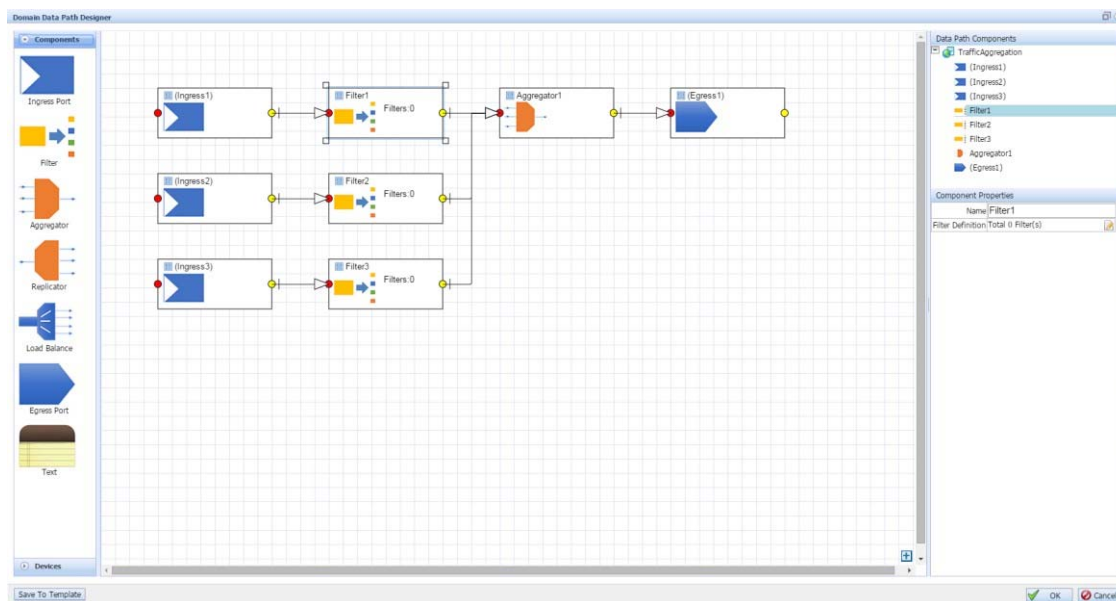 Domain Data Path Designer
Components
Ingress Port
Filter
Aggregator
Replicator
Load Balance
Egress Port
Text
Devices
(Ingress1)
Filter1
Filters:0
Aggregator1
(Egress1)
(Ingress2)
Filter2
Filters:0
(Ingress3)
Filter3
Filters:0
Data Path Components
TrafficAggregation
(Ingress1)
(Ingress2)
(Ingress3)
Filter1
Filter2
Filter3
Aggregator1
(Egress1)
Component Properties
Name Filter1
Filter Definition Total 0 Filter(s)
Save To Template
OK
Cance